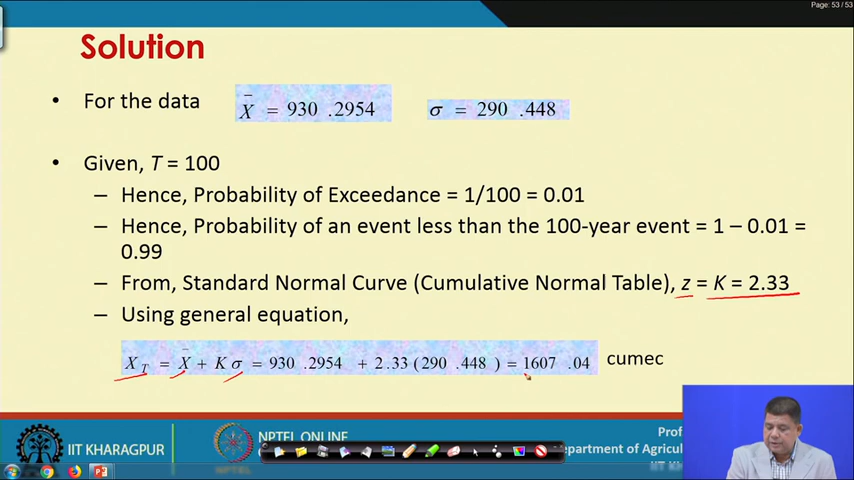 Page: 53 / 53
Solution
• For the data X̄ = 930 .2954 σ = 290 .448
• Given, T = 100
– Hence, Probability of Exceedance = 1/100 = 0.01
– Hence, Probability of an event less than the 100-year event = 1 – 0.01 =
0.99
– From, Standard Normal Curve (Cumulative Normal Table), z = K = 2.33
– Using general equation,
X_T = X̄ + K σ = 930 .2954 + 2.33 (290 .448 ) = 1607 .04 cumec
IIT KHARAGPUR
NPTEL ONLINE
Prof
epartment of Agricul
IIT K